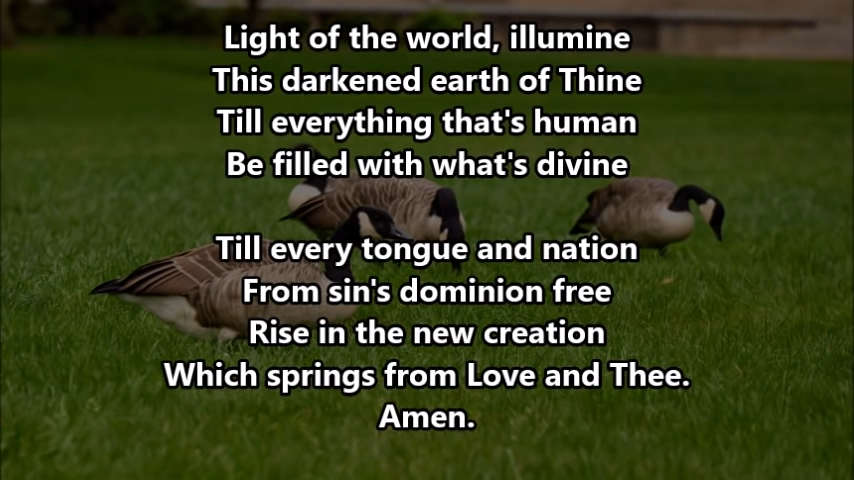 Light of the world, illumine
This darkened earth of Thine
Till everything that's human
Be filled with what's divine
Till every tongue and nation
From sin's dominion free
Rise in the new creation
Which springs from Love and Thee.
Amen.